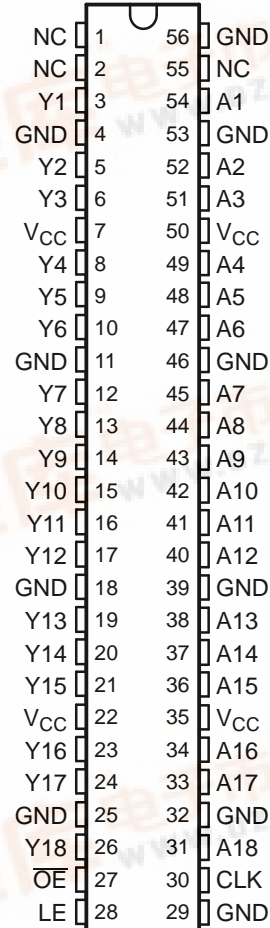 NC 1 56 GND
NC 2 55 NC
Y1 3 54 A1
GND 4 53 GND
Y2 5 52 A2
Y3 6 51 A3
VCC 7 50 VCC
Y4 8 49 A4
Y5 9 48 A5
Y6 10 47 A6
GND 11 46 GND
Y7 12 45 A7
Y8 13 44 A8
Y9 14 43 A9
Y10 15 42 A10
Y11 16 41 A11
Y12 17 40 A12
GND 18 39 GND
Y13 19 38 A13
Y14 20 37 A14
Y15 21 36 A15
VCC 22 35 VCC
Y16 23 34 A16
Y17 24 33 A17
GND 25 32 GND
Y18 26 31 A18
O̅E̅ 27 30 CLK
LE 28 29 GND